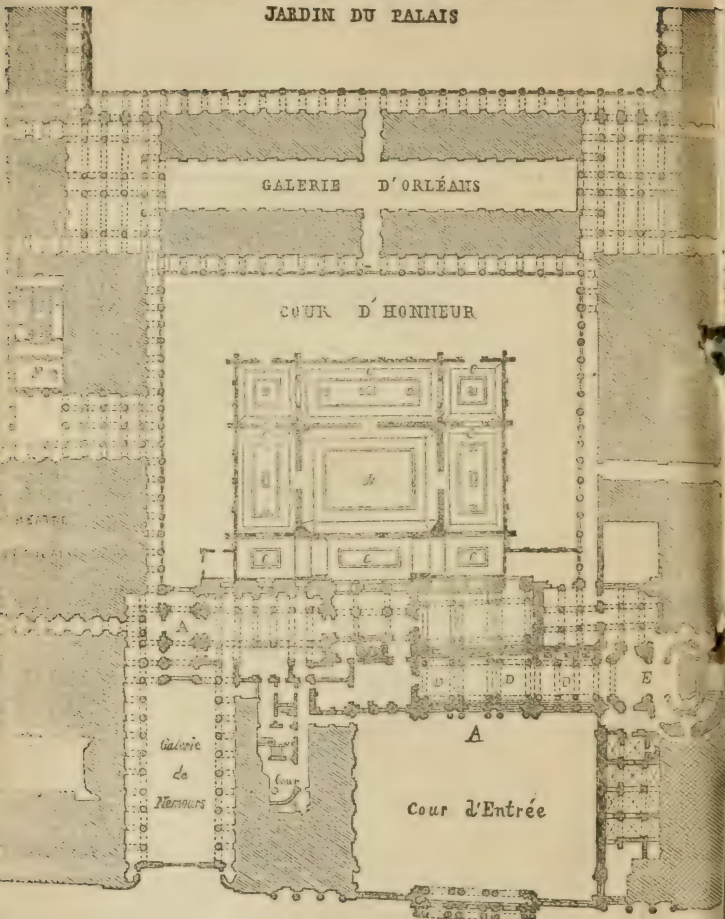 JARDIN DU PALAIS
GALERIE D'ORLÉANS
COUR D'HONNEUR
A
D D D
E
Galerie
de
Nemours
Cour
A
Cour d'Entrée